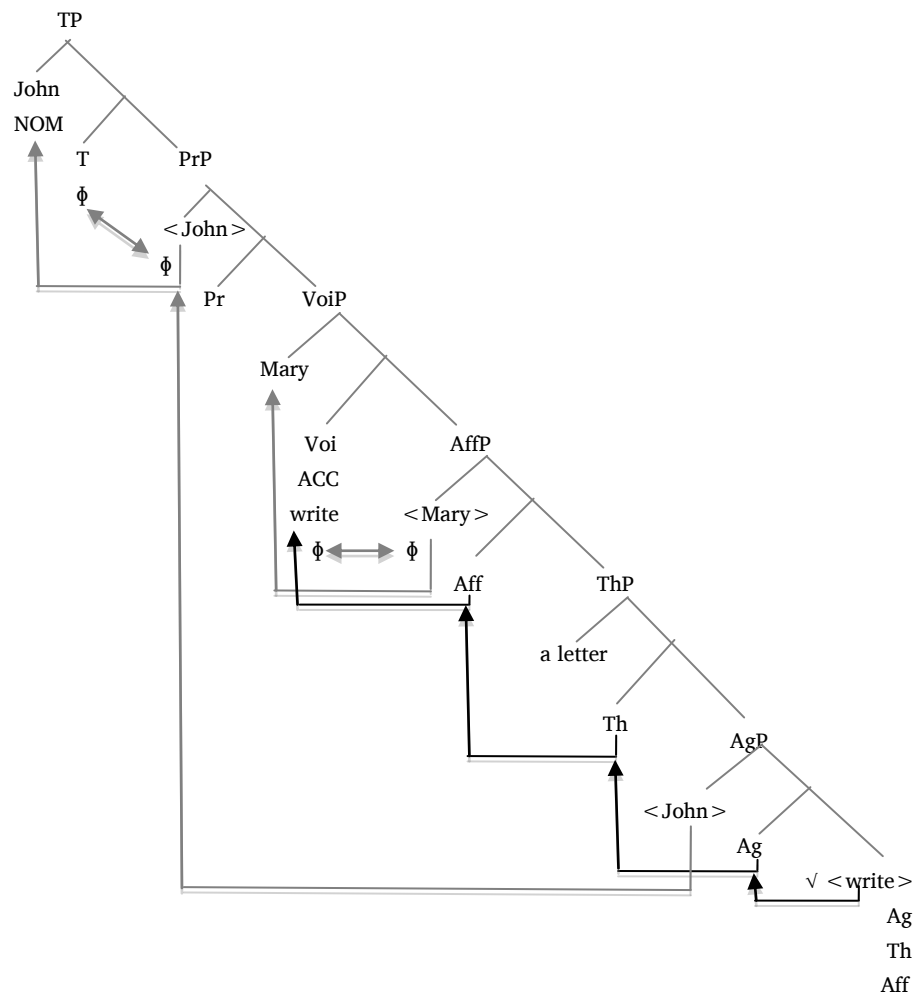 TP
John
NOM
T
PrP
ϕ
<John>
ϕ
Pr
VoiP
Mary
Voi
AffP
ACC
write
<Mary>
ϕ
ϕ
Aff
ThP
a letter
Th
AgP
<John>
Ag
√ <write>
Ag
Th
Aff